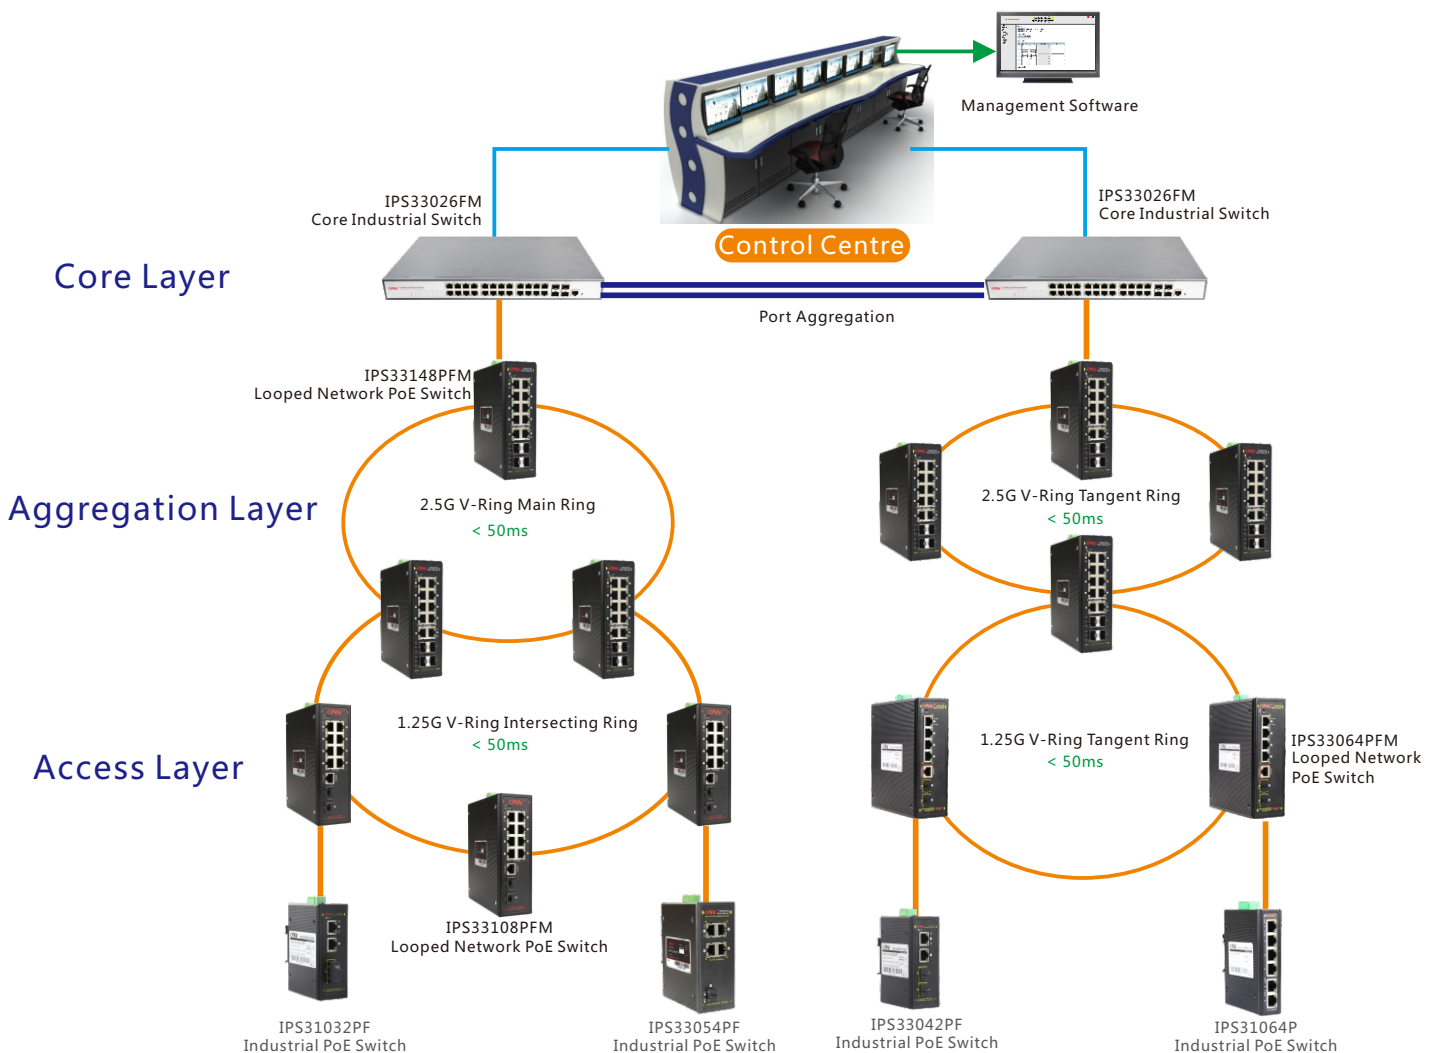 Management Software
IPS33026FM
Core Industrial Switch
IPS33026FM
Core Industrial Switch
Control Centre
Core Layer
Port Aggregation
IPS33148PFM
Looped Network PoE Switch
Aggregation Layer
2.5G V-Ring Main Ring
< 50ms
2.5G V-Ring Tangent Ring
< 50ms
Access Layer
1.25G V-Ring Intersecting Ring
< 50ms
1.25G V-Ring Tangent Ring
< 50ms
IPS33064PFM
Looped Network
PoE Switch
IPS33108PFM
Looped Network PoE Switch
IPS31032PF
Industrial PoE Switch
IPS33054PF
Industrial PoE Switch
IPS33042PF
Industrial PoE Switch
IPS31064P
Industrial PoE Switch